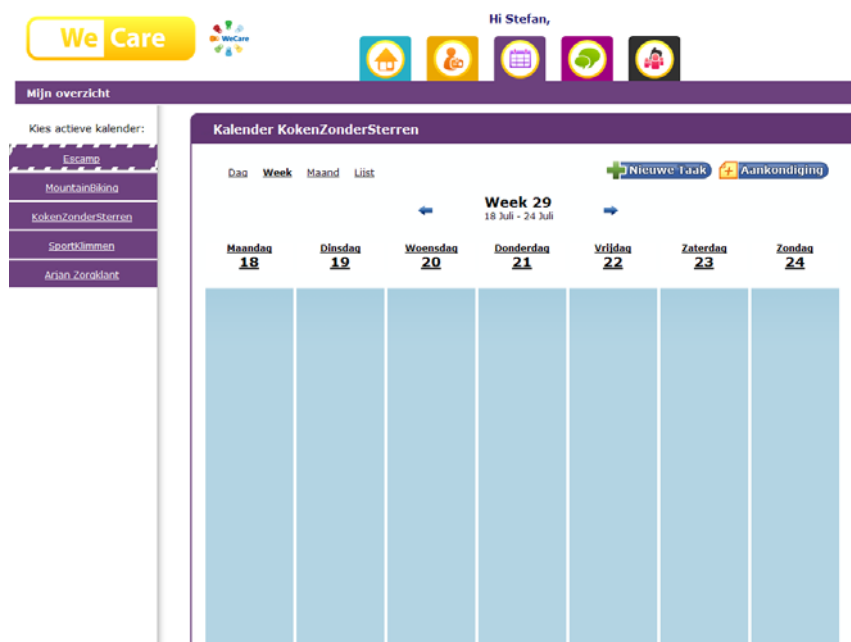 We Care
WeCare
Hi Stefan,
Mijn overzicht
Kies actieve kalender:
Escamp
MountainBiking
KokenZonderSterren
SportKlimmen
Arjan Zorgklant
Kalender KokenZonderSterren
Dag Week Maand Lijst
Nieuwe Taak Aankondiging
Week 29
18 Juli - 24 Juli
Maandag Dinsdag Woensdag Donderdag Vrijdag Zaterdag Zondag
18 19 20 21 22 23 24